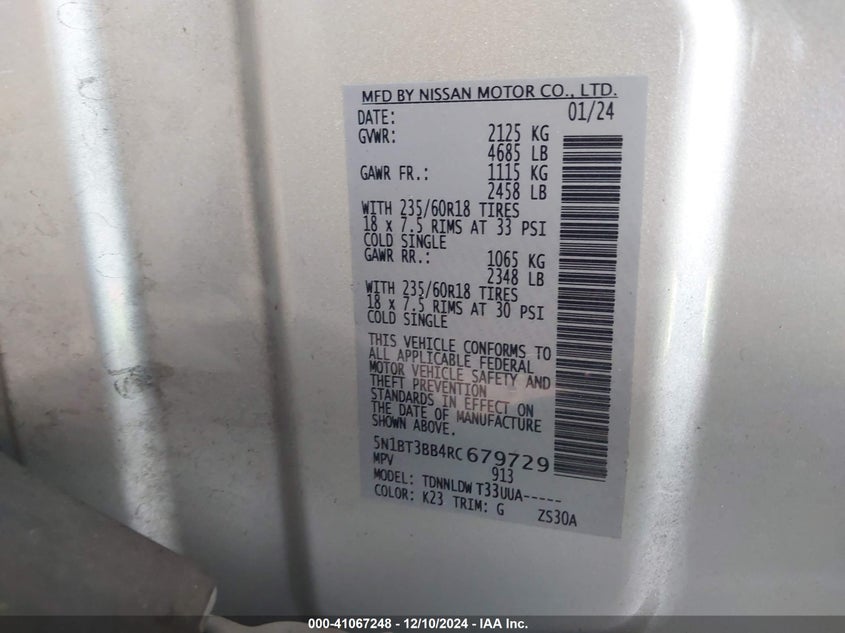 MFD BY NISSAN MOTOR CO., LTD.
DATE: 01/24
GVWR: 2125 KG
4685 LB
GAWR FR.: 1115 KG
2458 LB
WITH 235/60R18 TIRES
18 x 7.5 RIMS AT 33 PSI
COLD SINGLE
GAWR RR.: 1065 KG
2348 LB
WITH 235/60R18 TIRES
18 x 7.5 RIMS AT 30 PSI
COLD SINGLE
THIS VEHICLE CONFORMS TO
ALL APPLICABLE FEDERAL
MOTOR VEHICLE SAFETY AND
THEFT PREVENTION
STANDARDS IN EFFECT ON
THE DATE OF MANUFACTURE
SHOWN ABOVE.
5N1BT3BB4RC679729
MPV 913
MODEL: TDNNLDW T33UUA-----
COLOR: K23 TRIM: G ZS30A
000-41067248 - 12/10/2024 - IAA Inc.